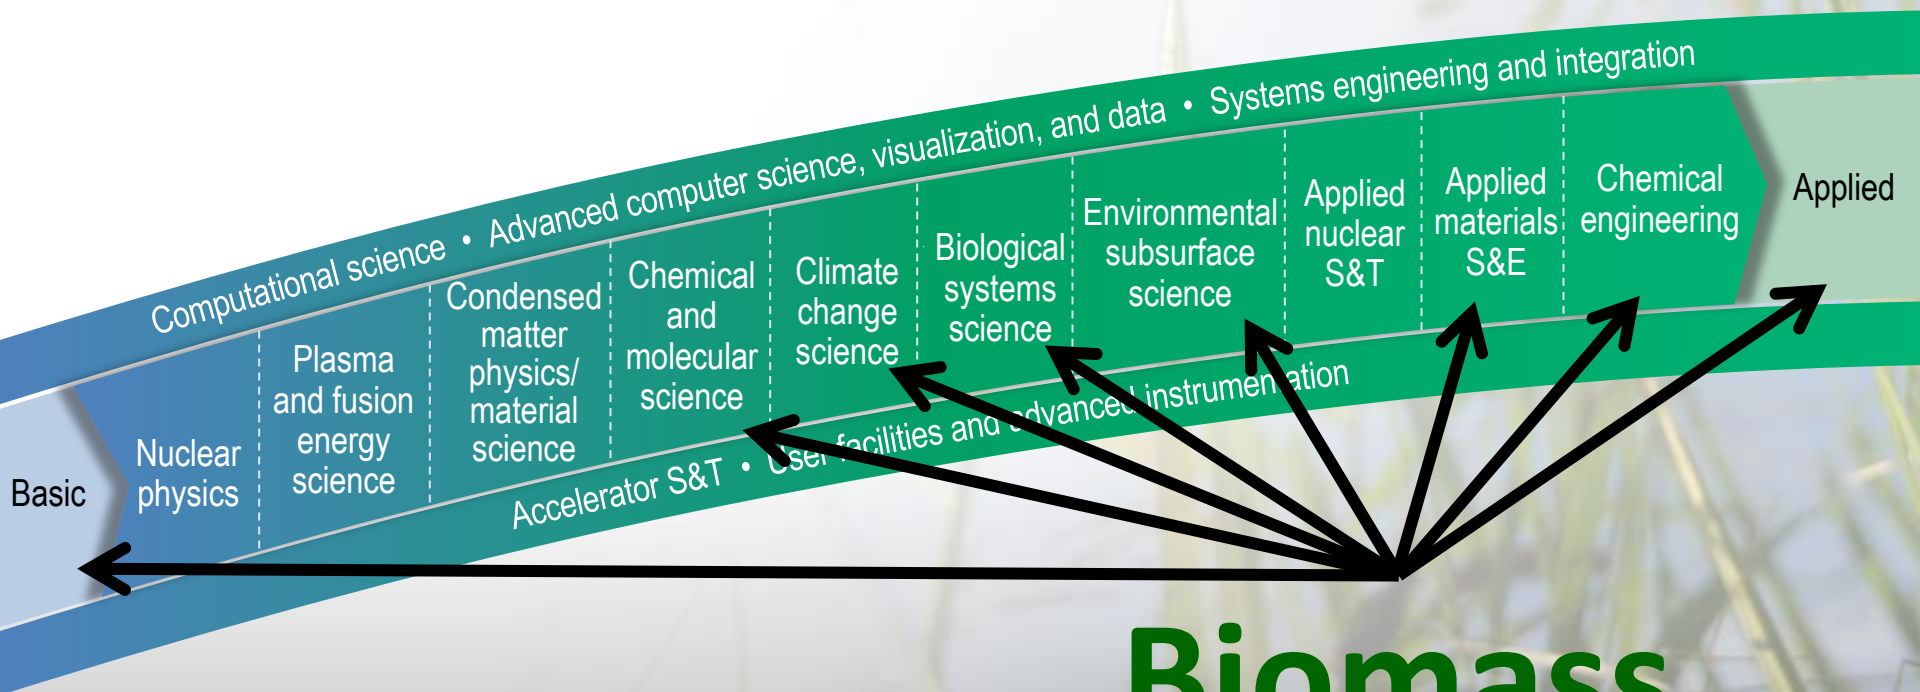 Computational science • Advanced computer science, visualization, and data • Systems engineering and integration
Basic
Nuclear
physics
Plasma
and fusion
energy
science
Condensed
matter
physics/
material
science
Chemical
and
molecular
science
Climate
change
science
Biological
systems
science
Environmental
subsurface
science
Applied
nuclear
S&T
Applied
materials
S&E
Chemical
engineering
Applied
Accelerator S&T • User facilities and advanced instrumentation
Biomass